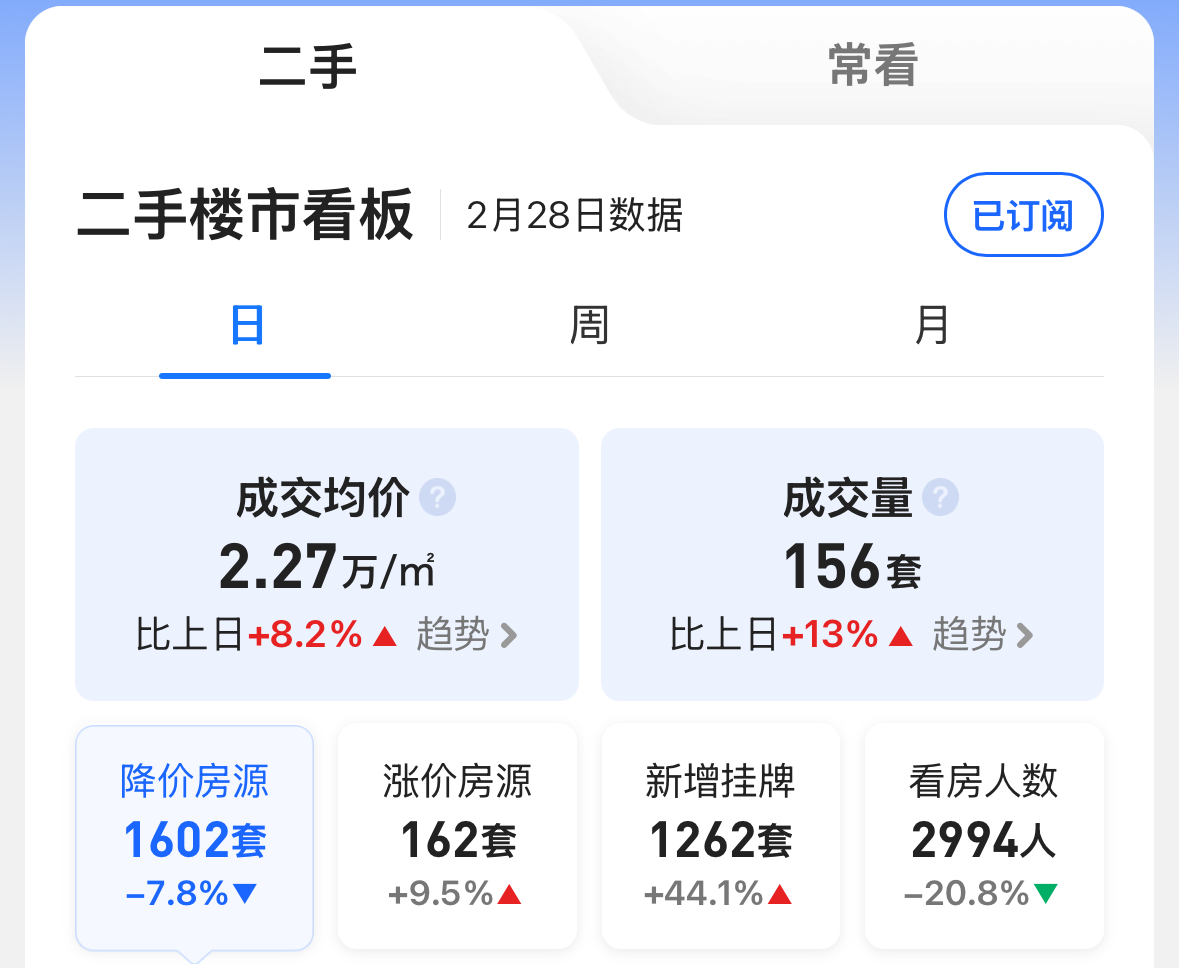 二手 常看
二手楼市看板 2月28日数据 已订阅
日 周 月
成交均价 ? 成交量 ?
2.27万/㎡ 156套
比上日+8.2%▲ 趋势 > 比上日+13%▲ 趋势 >
降价房源 涨价房源 新增挂牌 看房人数
1602套 162套 1262套 2994人
-7.8%▼ +9.5%▲ +44.1%▲ -20.8%▼